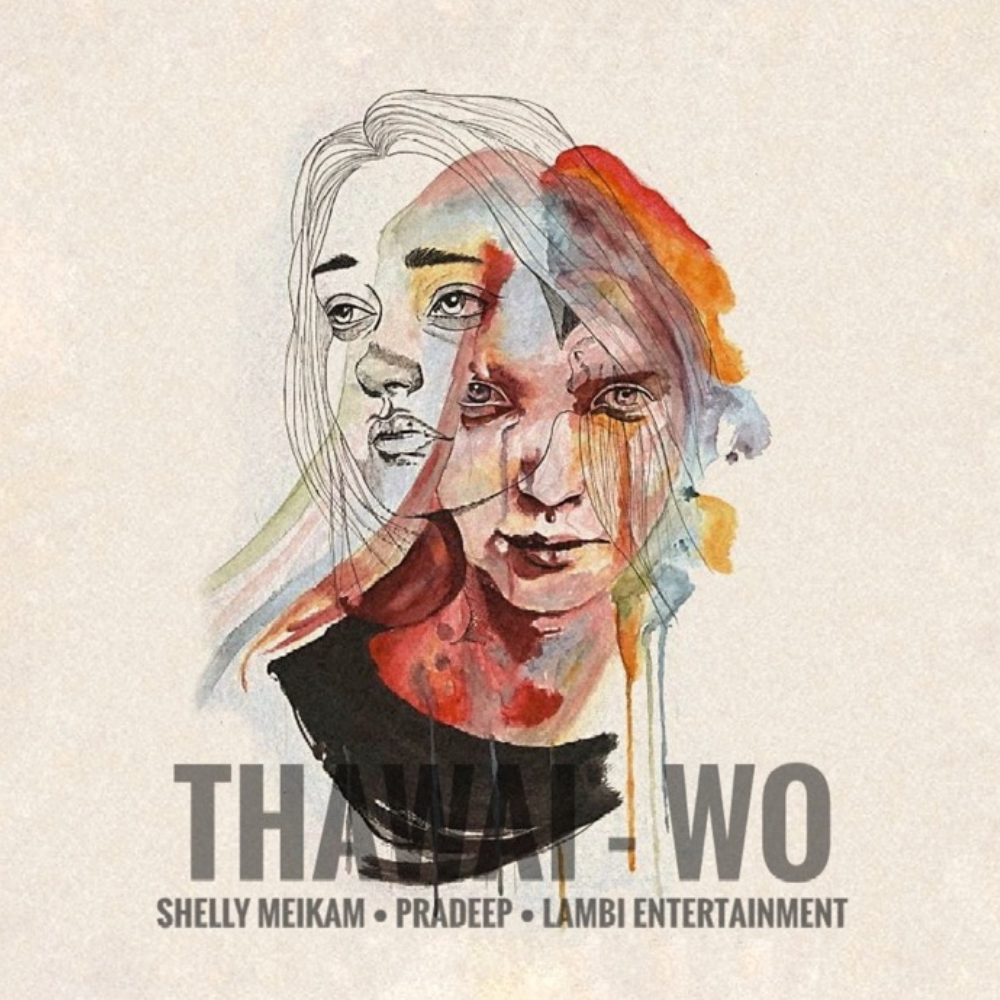 THAWAI - WO
SHELLY MEIKAM • PRADEEP • LAMBI ENTERTAINMENT